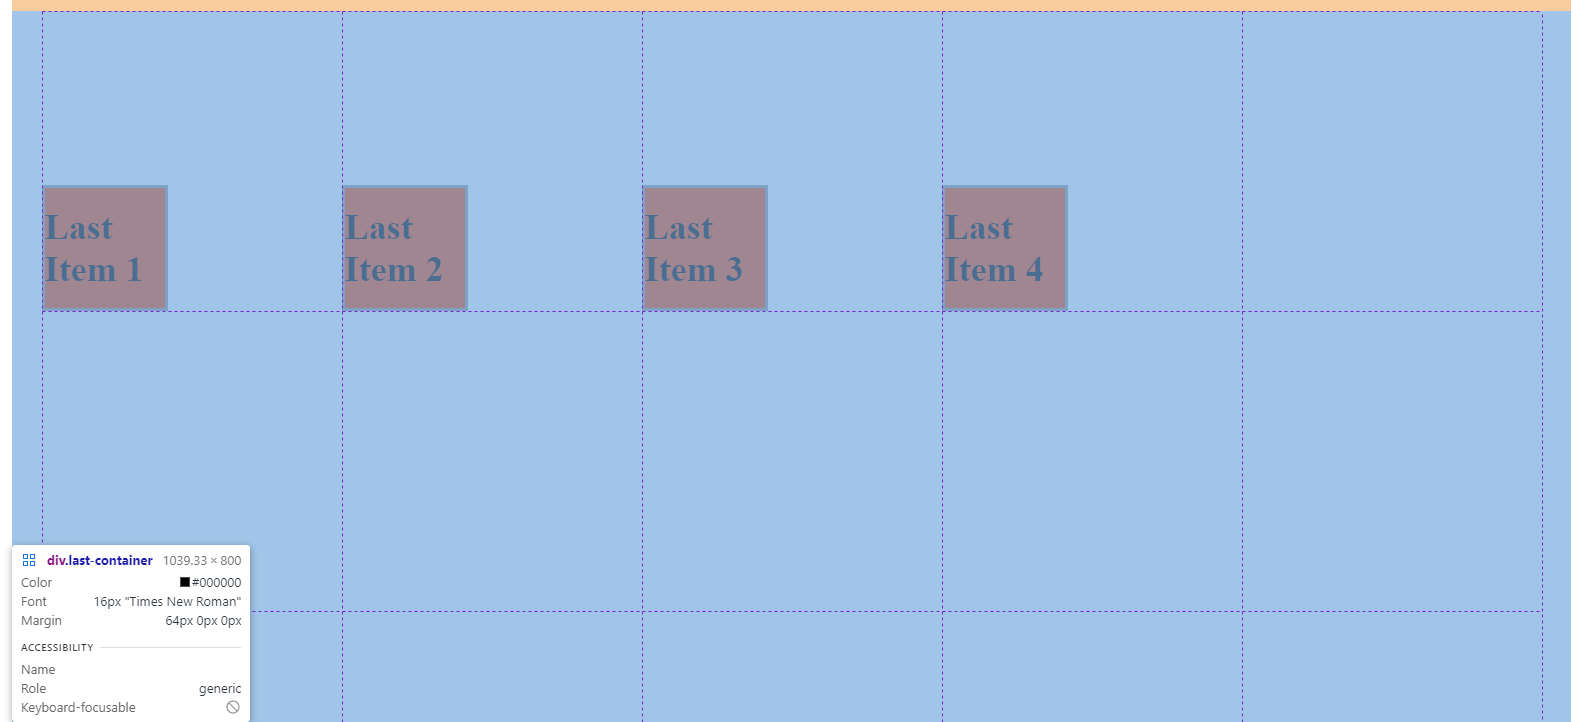 Last
Item 1
Last
Item 2
Last
Item 3
Last
Item 4
div.last-container 1039.33 × 800
Color #000000
Font 16px "Times New Roman"
Margin 64px 0px 0px
ACCESSIBILITY
Name
Role generic
Keyboard-focusable